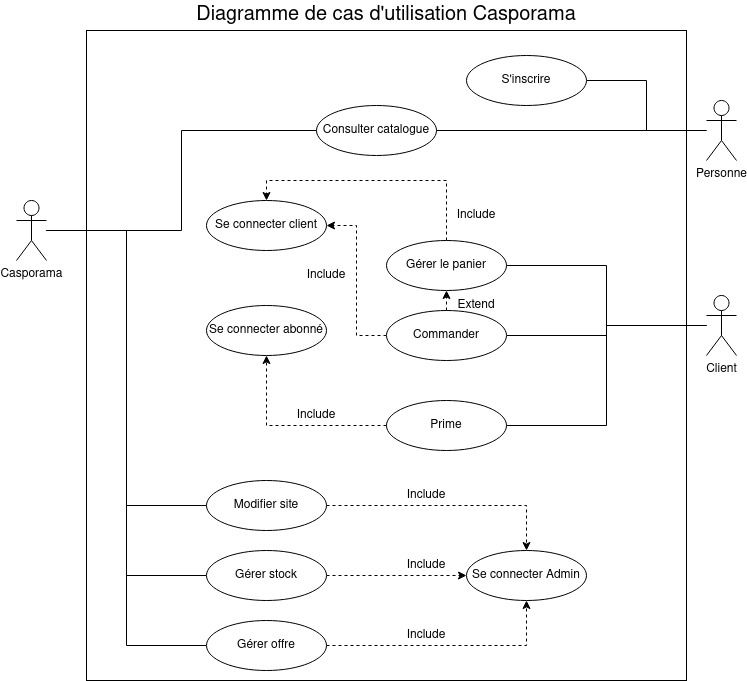 Diagramme de cas d'utilisation Casporama
S'inscrire
Consulter catalogue
Personne
Se connecter client
Include
Casporama
Gérer le panier
Include
Extend
Se connecter abonné
Commander
Client
Include
Prime
Modifier site
Include
Gérer stock
Include
Se connecter Admin
Gérer offre
Include